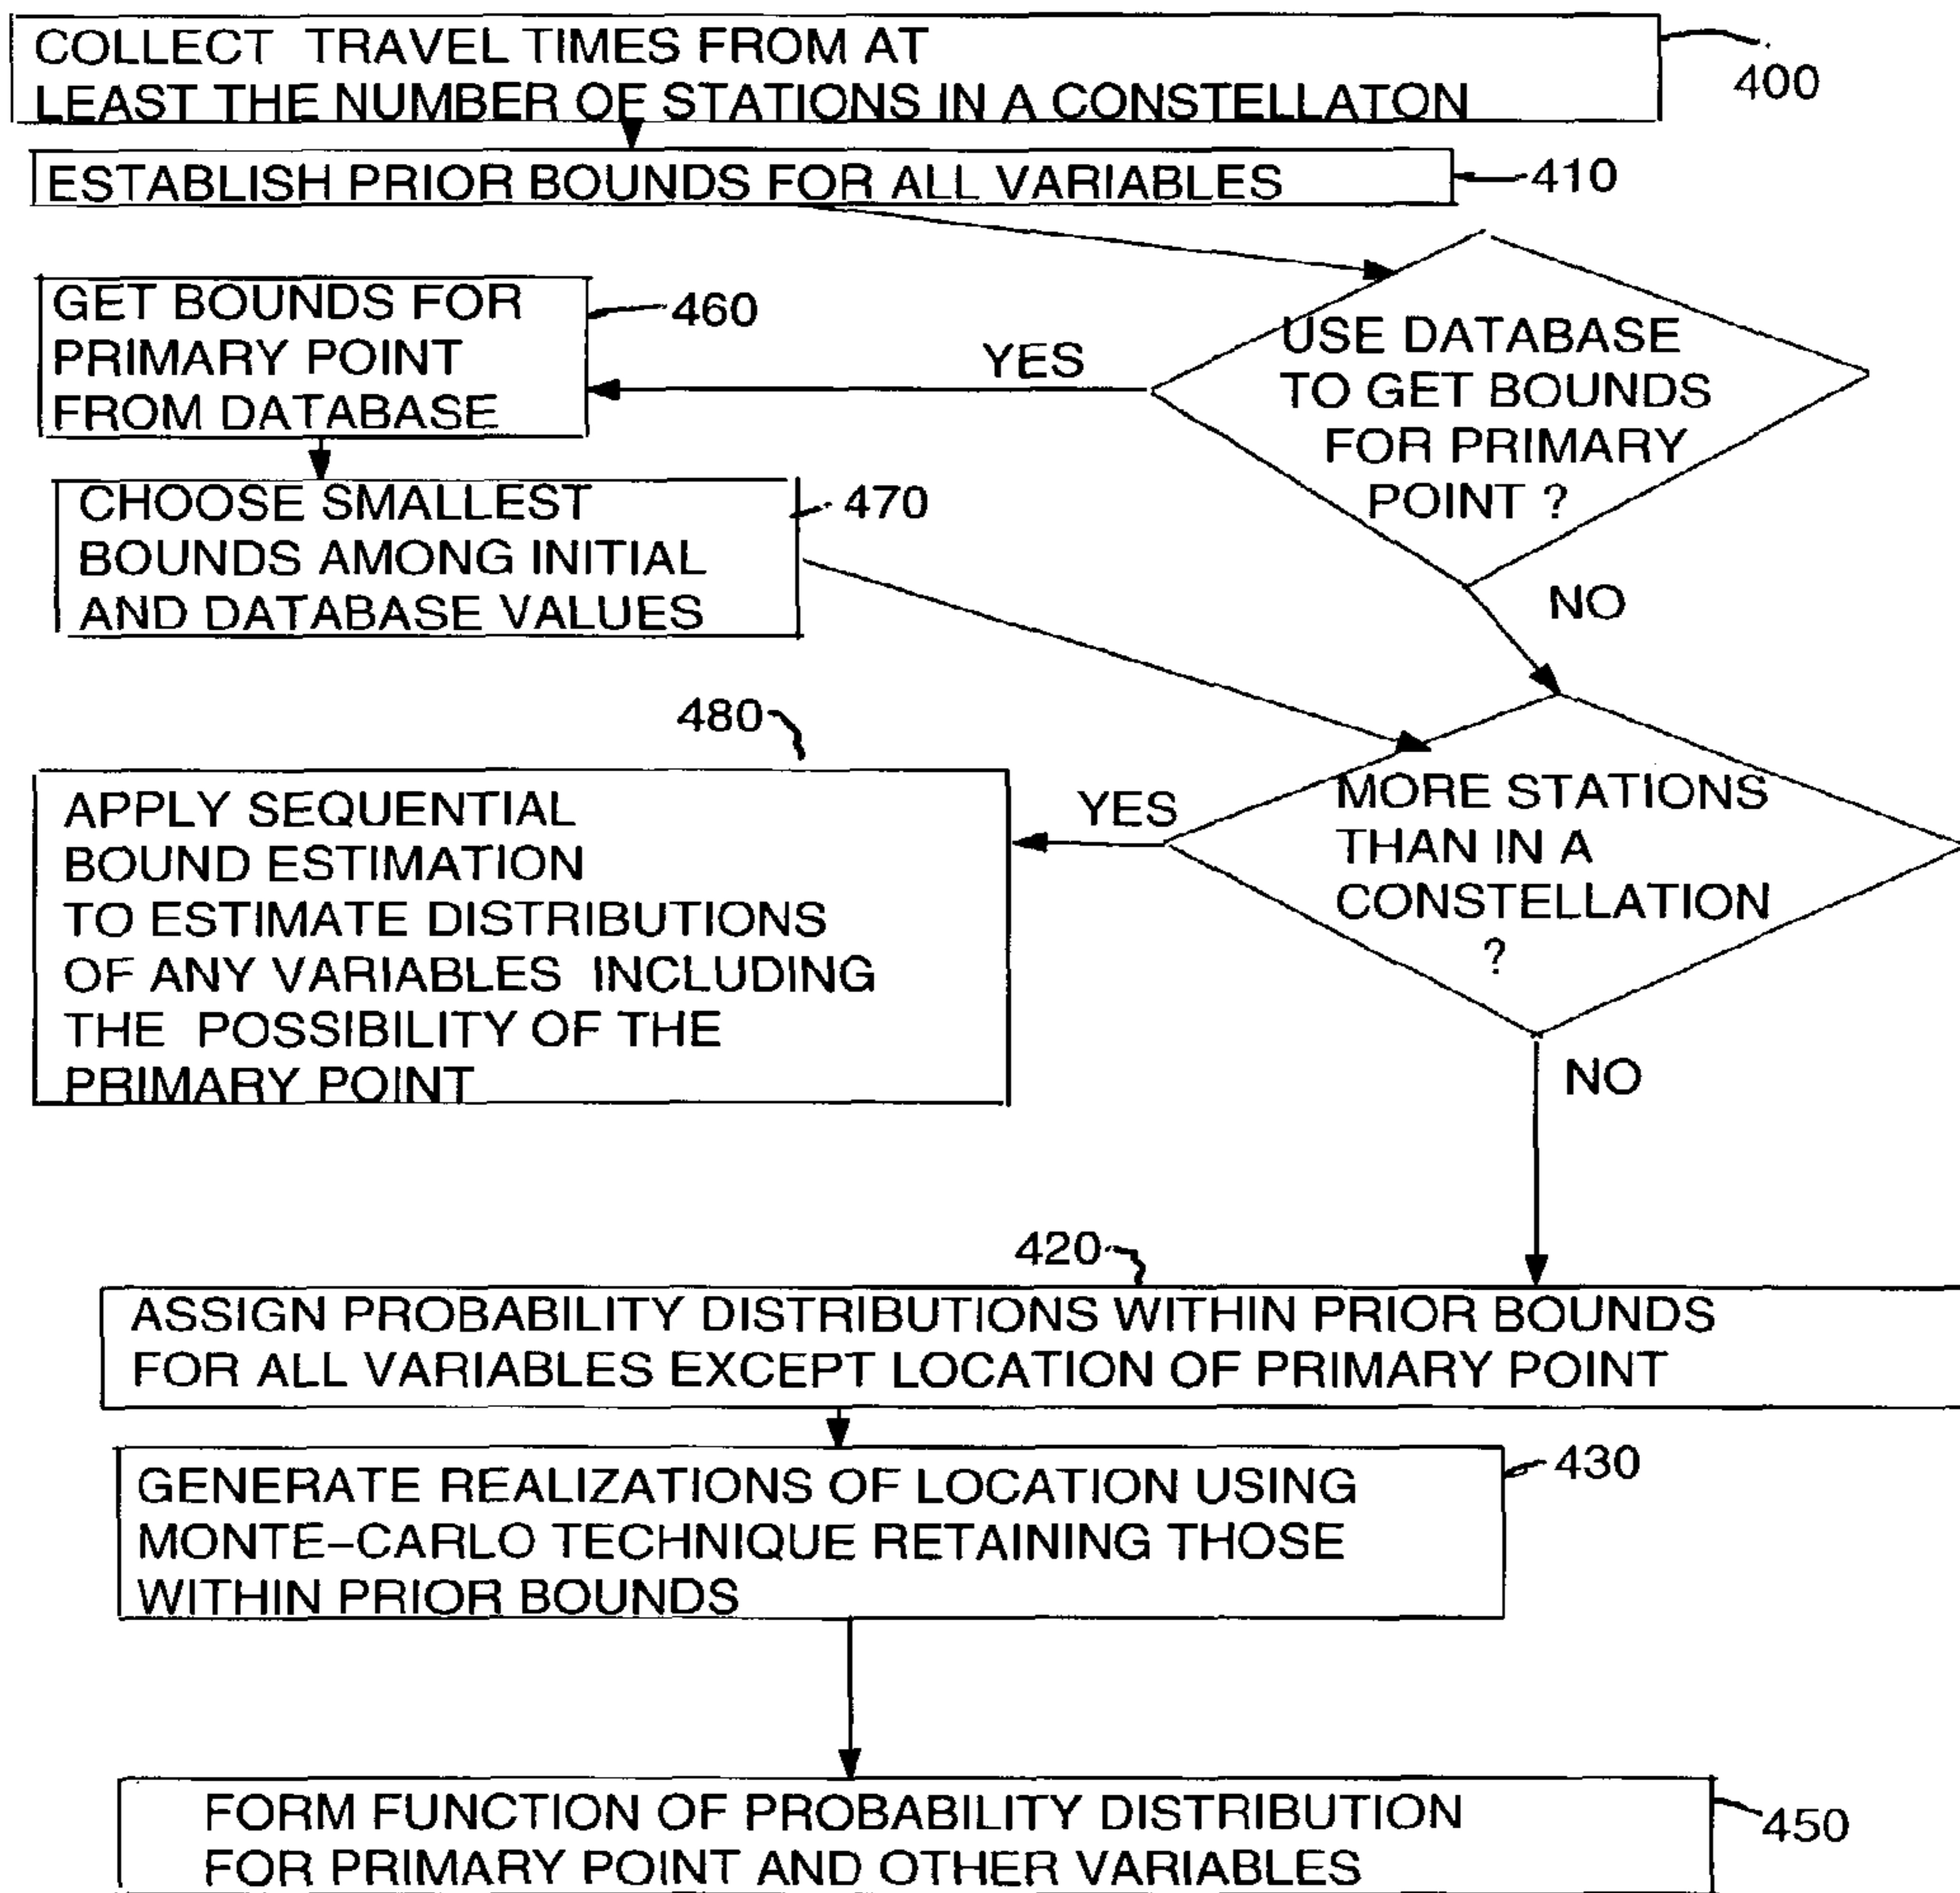 COLLECT TRAVEL TIMES FROM AT
LEAST THE NUMBER OF STATIONS IN A CONSTELLATON
400
ESTABLISH PRIOR BOUNDS FOR ALL VARIABLES
410
GET BOUNDS FOR
PRIMARY POINT
FROM DATABASE
460
YES
USE DATABASE
TO GET BOUNDS
FOR PRIMARY
POINT ?
NO
CHOOSE SMALLEST
BOUNDS AMONG INITIAL
AND DATABASE VALUES
470
480
APPLY SEQUENTIAL
BOUND ESTIMATION
TO ESTIMATE DISTRIBUTIONS
OF ANY VARIABLES INCLUDING
THE POSSIBILITY OF THE
PRIMARY POINT
YES
MORE STATIONS
THAN IN A
CONSTELLATION
?
NO
420
ASSIGN PROBABILITY DISTRIBUTIONS WITHIN PRIOR BOUNDS
FOR ALL VARIABLES EXCEPT LOCATION OF PRIMARY POINT
GENERATE REALIZATIONS OF LOCATION USING
MONTE-CARLO TECHNIQUE RETAINING THOSE
WITHIN PRIOR BOUNDS
430
FORM FUNCTION OF PROBABILITY DISTRIBUTION
FOR PRIMARY POINT AND OTHER VARIABLES
450